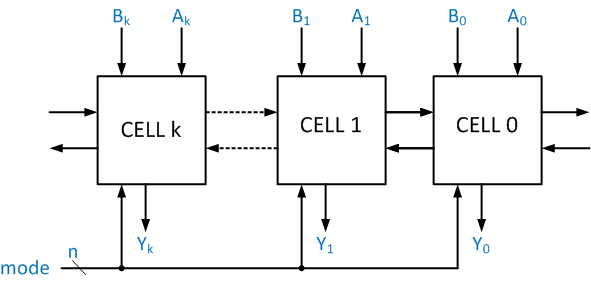 Bₖ Aₖ B₁ A₁ B₀ A₀
CELL k CELL 1 CELL 0
Yₖ Y₁ Y₀
n
mode